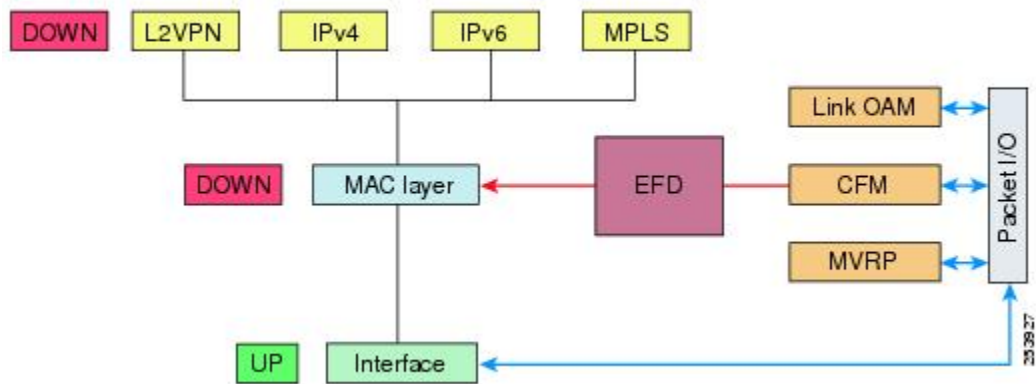 DOWN L2VPN IPv4 IPv6 MPLS
Link OAM
DOWN MAC layer EFD CFM
Packet I/O
MVRP
UP Interface
253927